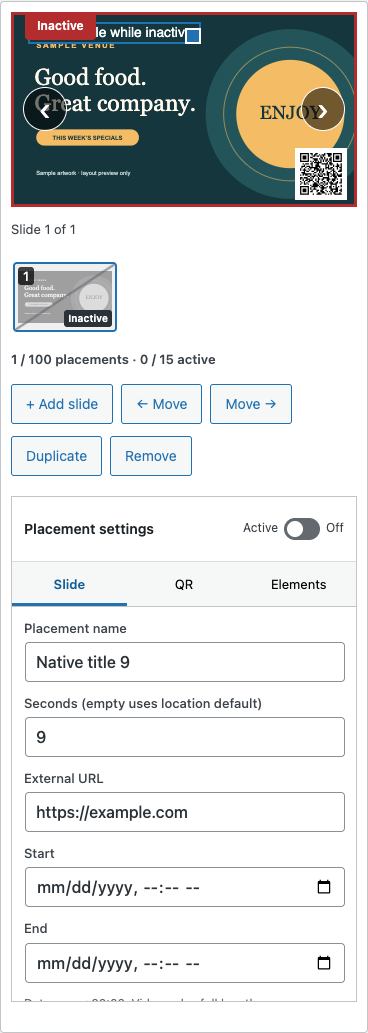 Inactive
le while inactiv
SAMPLE VENUE
Good food.
Great company.
ENJOY
THIS WEEK'S SPECIALS
Sample artwork · layout preview only
Slide 1 of 1
1
Good food.
Great company.
ENJOY
Inactive
1 / 100 placements · 0 / 15 active
+ Add slide
← Move
Move →
Duplicate
Remove
Placement settings
Active
Off
Slide
QR
Elements
Placement name
Native title 9
Seconds (empty uses location default)
9
External URL
https://example.com
Start
mm/dd/yyyy, --:-- --
End
mm/dd/yyyy, --:-- --